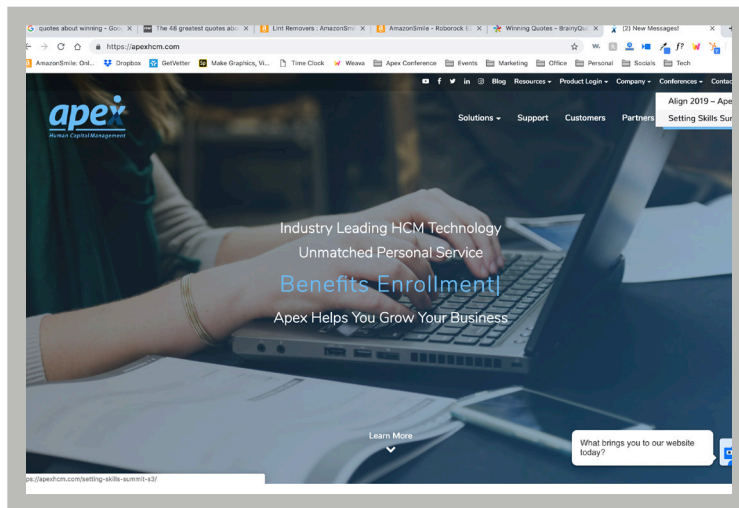 quotes about winning - Goog
The 48 greatest quotes abo
Lint Removers : AmazonSmi
AmazonSmile - Roborock E
Winning Quotes - BrainyQuo
(2) New Messages!
https://apexhcm.com
AmazonSmile: Onl...
Dropbox
GetVetter
Make Graphics, Vi...
Time Clock
Weava
Apex Conference
Events
Marketing
Office
Personal
Socials
Tech
Blog
Resources
Product Login
Company
Conferences
Contac
Align 2019 – Ape
Setting Skills Sum
apex
Human Capital Management
Solutions
Support
Customers
Partners
Industry Leading HCM Technology
Unmatched Personal Service
Benefits Enrollment|
Apex Helps You Grow Your Business
Learn More
What brings you to our website
today?
ps://apexhcm.com/setting-skills-summit-s3/